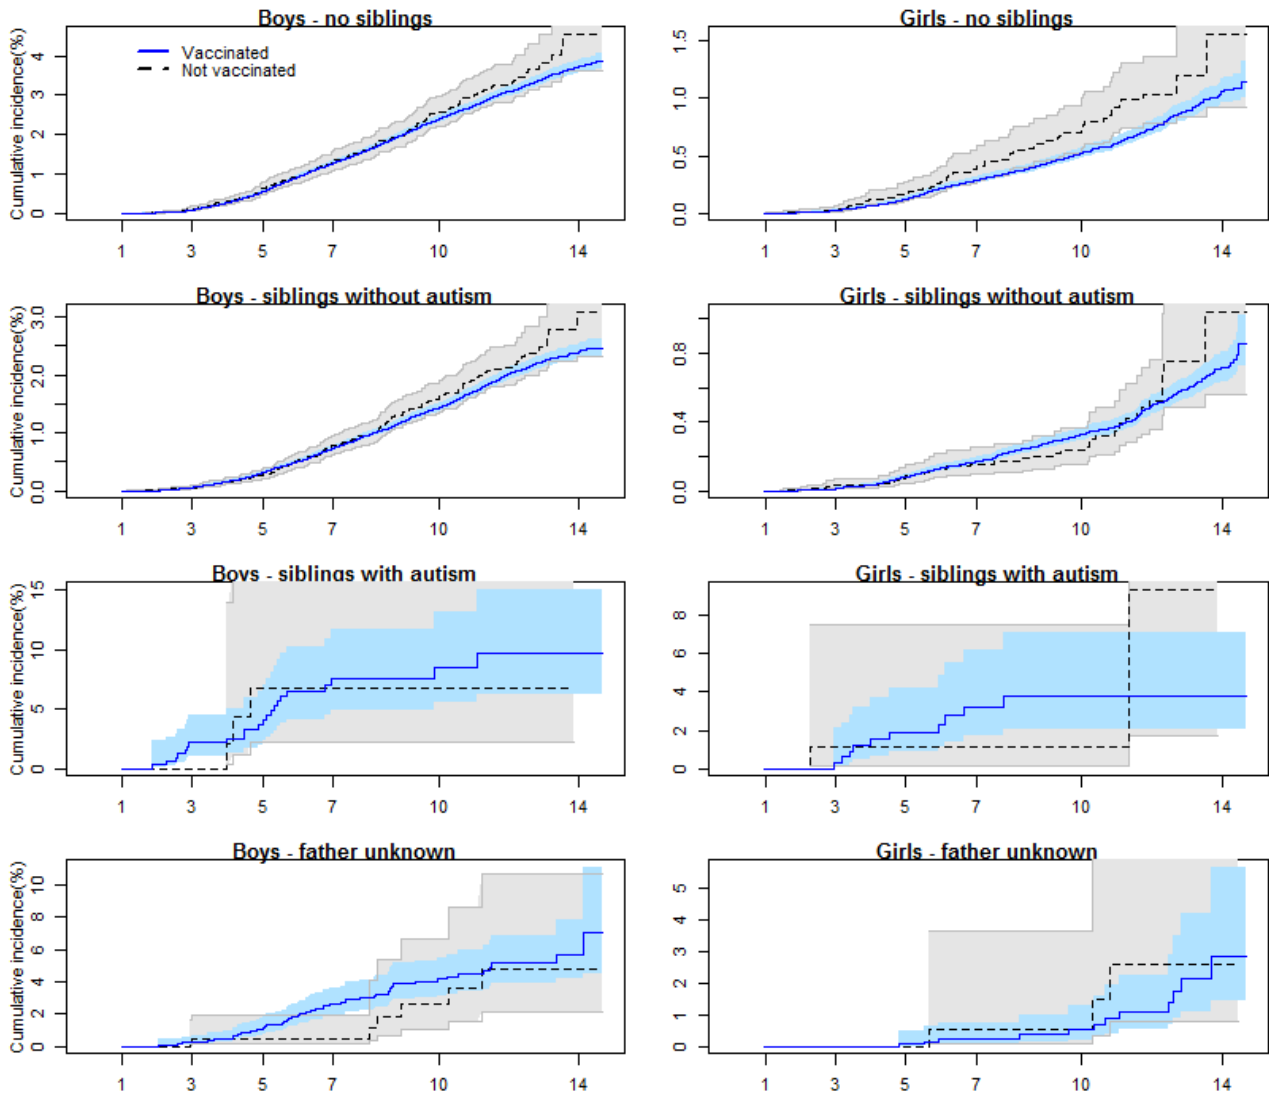 Boys - no siblings
Girls - no siblings
Cumulative incidence(%)
Vaccinated
Not vaccinated
4
3
2
1
0
1 3 5 7 10 14
1.5
1.0
0.5
0.0
1 3 5 7 10 14
Boys - siblings without autism
Girls - siblings without autism
Cumulative incidence(%)
3.0
2.0
1.0
0.0
1 3 5 7 10 14
0.8
0.4
0.0
1 3 5 7 10 14
Boys - siblings with autism
Girls - siblings with autism
Cumulative incidence(%)
15
10
5
0
1 3 5 7 10 14
8
6
4
2
0
1 3 5 7 10 14
Boys - father unknown
Girls - father unknown
Cumulative incidence(%)
10
8
6
4
2
0
1 3 5 7 10 14
5
4
3
2
1
0
1 3 5 7 10 14